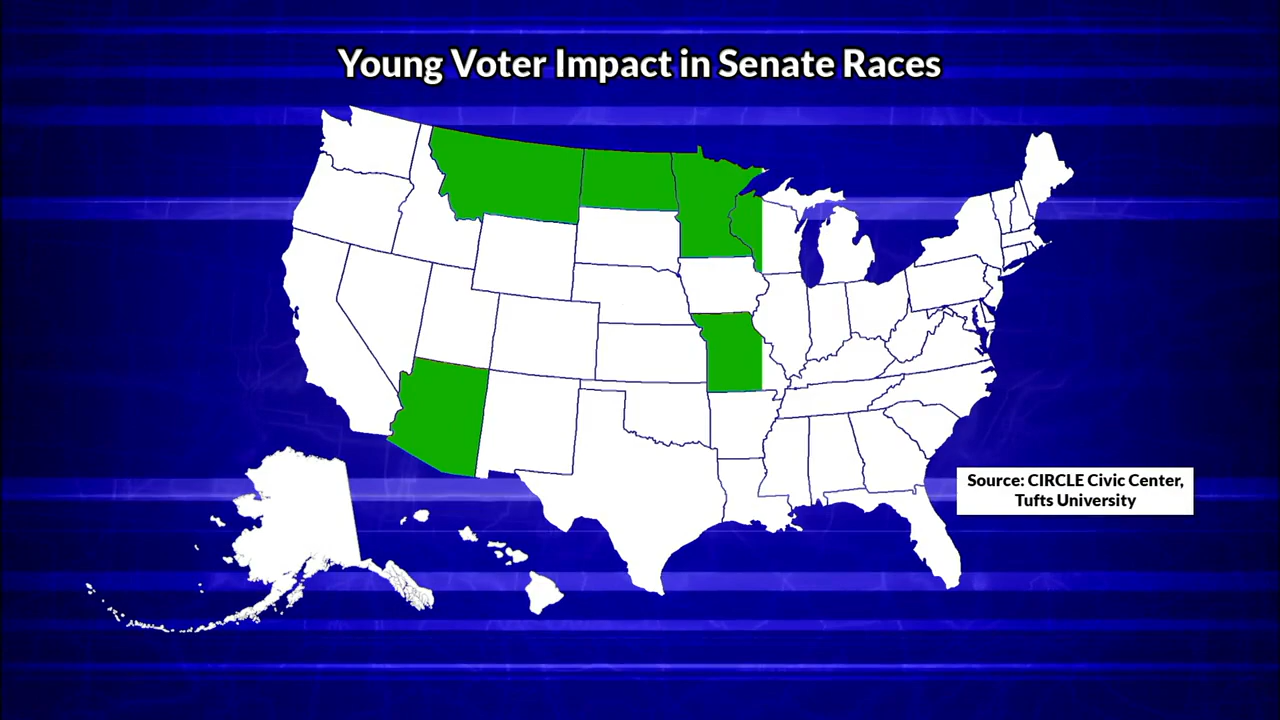 Young Voter Impact in Senate Races
Source: CIRCLE Civic Center,
Tufts University